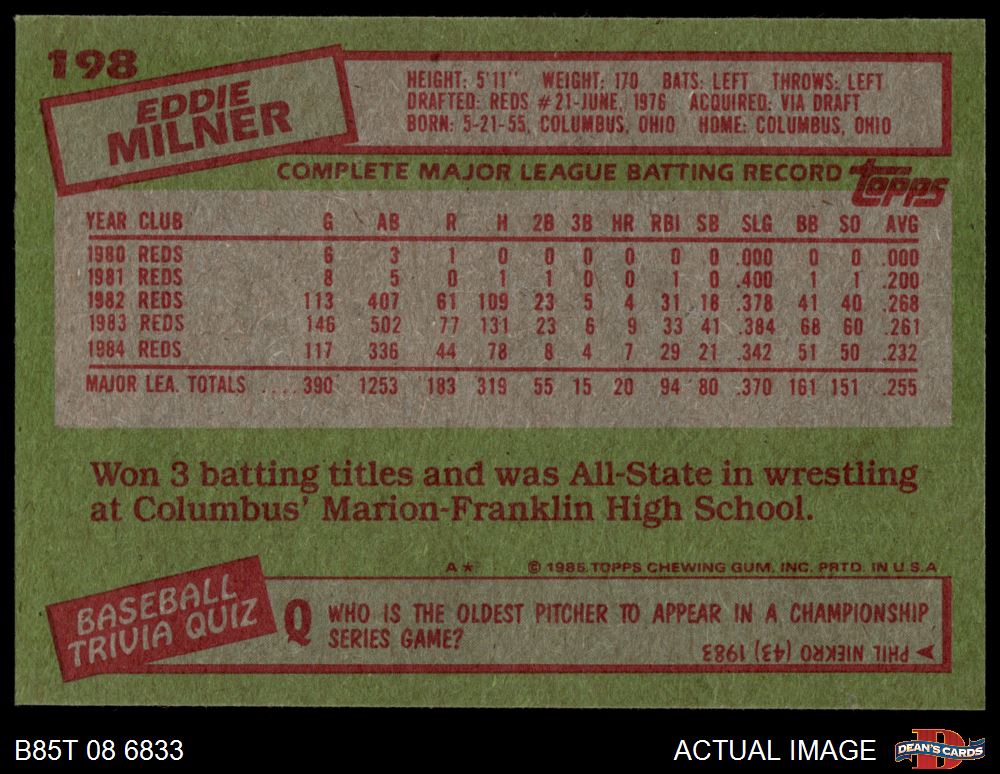 198
EDDIE
MILNER
HEIGHT: 5'11" WEIGHT: 170 BATS: LEFT THROWS: LEFT
DRAFTED: REDS #21-JUNE, 1976 ACQUIRED: VIA DRAFT
BORN: 5-21-55, COLUMBUS, OHIO HOME: COLUMBUS, OHIO
COMPLETE MAJOR LEAGUE BATTING RECORD topps
YEAR CLUB G AB R H 2B 3B HR RBI SB SLG BB SO AVG
1980 REDS 6 3 1 0 0 0 0 0 0 .000 0 0 .000
1981 REDS 8 5 0 1 1 0 0 1 0 .400 1 1 .200
1982 REDS 113 407 61 109 23 5 4 31 18 .378 41 40 .268
1983 REDS 146 502 77 131 23 6 9 33 41 .384 68 60 .261
1984 REDS 117 336 44 78 8 4 7 29 21 .342 51 50 .232
MAJOR LEA. TOTALS .... 390 1253 183 319 55 15 20 94 80 .370 161 151 .255
Won 3 batting titles and was All-State in wrestling
at Columbus' Marion-Franklin High School.
A* © 1985 TOPPS CHEWING GUM, INC. PRTD. IN U.S.A
BASEBALL
TRIVIA QUIZ
Q WHO IS THE OLDEST PITCHER TO APPEAR IN A CHAMPIONSHIP
SERIES GAME?
PHIL NIEKRO (43) 1983
B85T 08 6833
ACTUAL IMAGE
D
DEAN'S CARDS